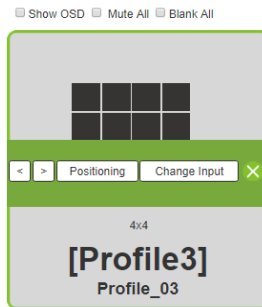 Show OSD Mute All Blank All
< > Positioning Change Input X
4x4
[Profile3]
Profile_03